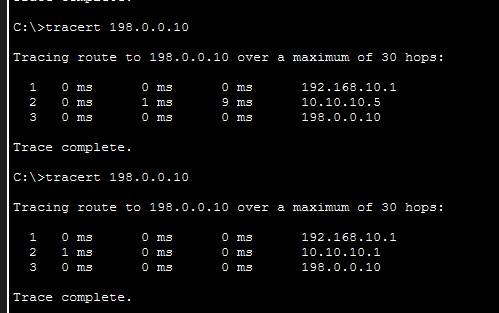 C:\>tracert 198.0.0.10
Tracing route to 198.0.0.10 over a maximum of 30 hops:
1 0 ms 0 ms 0 ms 192.168.10.1
2 0 ms 1 ms 9 ms 10.10.10.5
3 0 ms 0 ms 0 ms 198.0.0.10
Trace complete.
C:\>tracert 198.0.0.10
Tracing route to 198.0.0.10 over a maximum of 30 hops:
1 0 ms 0 ms 0 ms 192.168.10.1
2 1 ms 0 ms 0 ms 10.10.10.1
3 0 ms 0 ms 0 ms 198.0.0.10
Trace complete.